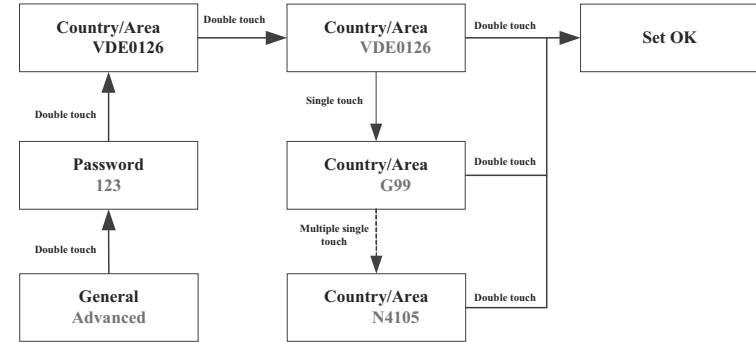 Country/Area
VDE0126
Double touch
Country/Area
VDE0126
Double touch
Set OK
Double touch
Single touch
Password
123
Country/Area
G99
Double touch
Double touch
Multiple single
touch
General
Advanced
Country/Area
N4105
Double touch